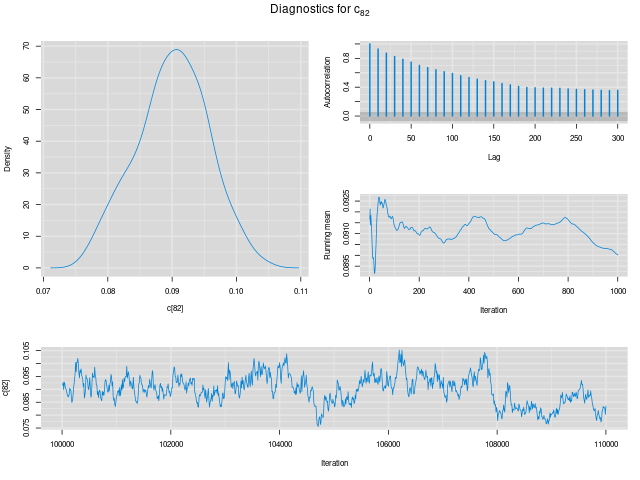 Diagnostics for c82
Density
0 10 20 30 40 50 60 70
0.07 0.08 0.09 0.10 0.11
c[82]
Autocorrelation
0.0 0.4 0.8
0 50 100 150 200 250 300
Lag
Running mean
0.0895 0.0910 0.0925
0 200 400 600 800 1000
Iteration
c[82]
0.075 0.085 0.095 0.105
100000 102000 104000 106000 108000 110000
Iteration